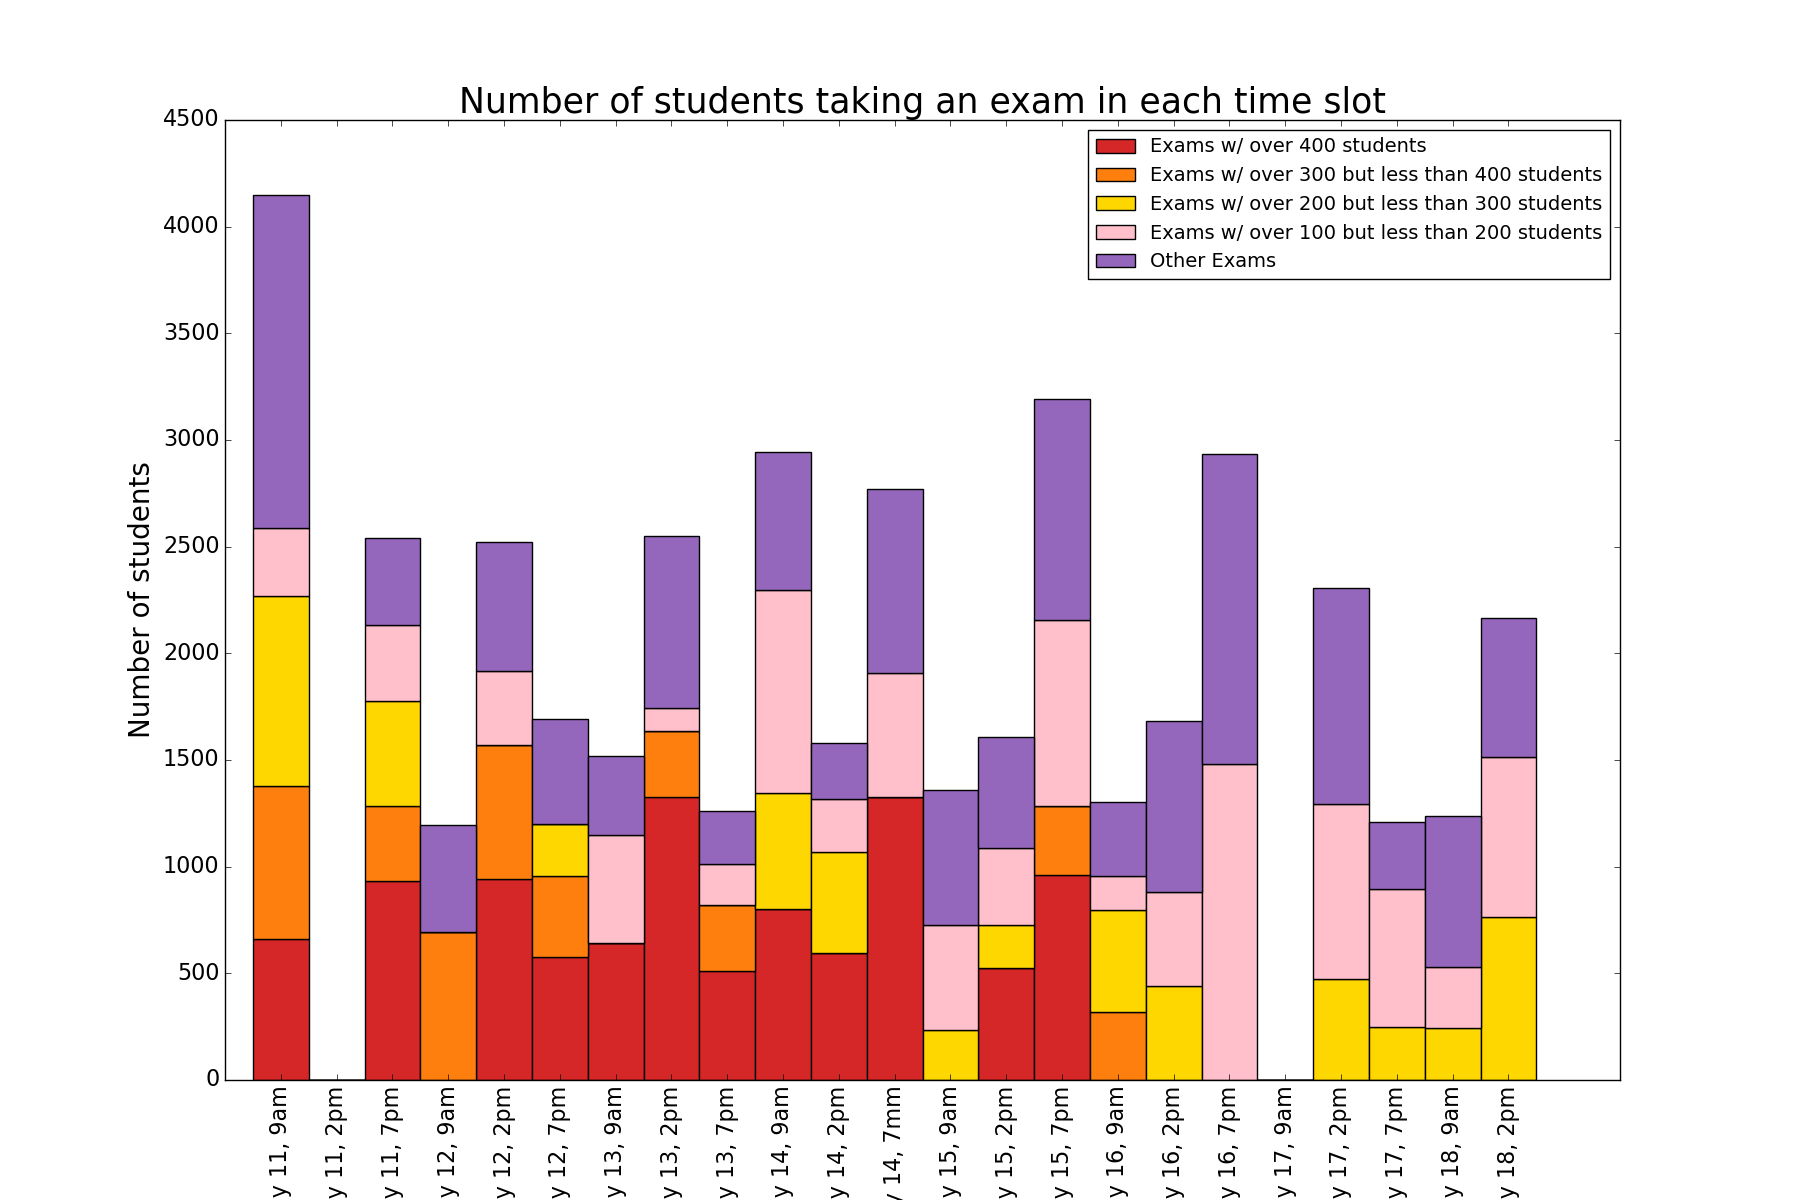 Number of students taking an exam in each time slot
Number of students
4500
4000
3500
3000
2500
2000
1500
1000
500
0
Exams w/ over 400 students
Exams w/ over 300 but less than 400 students
Exams w/ over 200 but less than 300 students
Exams w/ over 100 but less than 200 students
Other Exams
y 11, 9am
y 11, 2pm
y 11, 7pm
y 12, 9am
y 12, 2pm
y 12, 7pm
y 13, 9am
y 13, 2pm
y 13, 7pm
y 14, 9am
y 14, 2pm
y 14, 7mm
y 15, 9am
y 15, 2pm
y 15, 7pm
y 16, 9am
y 16, 2pm
y 16, 7pm
y 17, 9am
y 17, 2pm
y 17, 7pm
y 18, 9am
y 18, 2pm